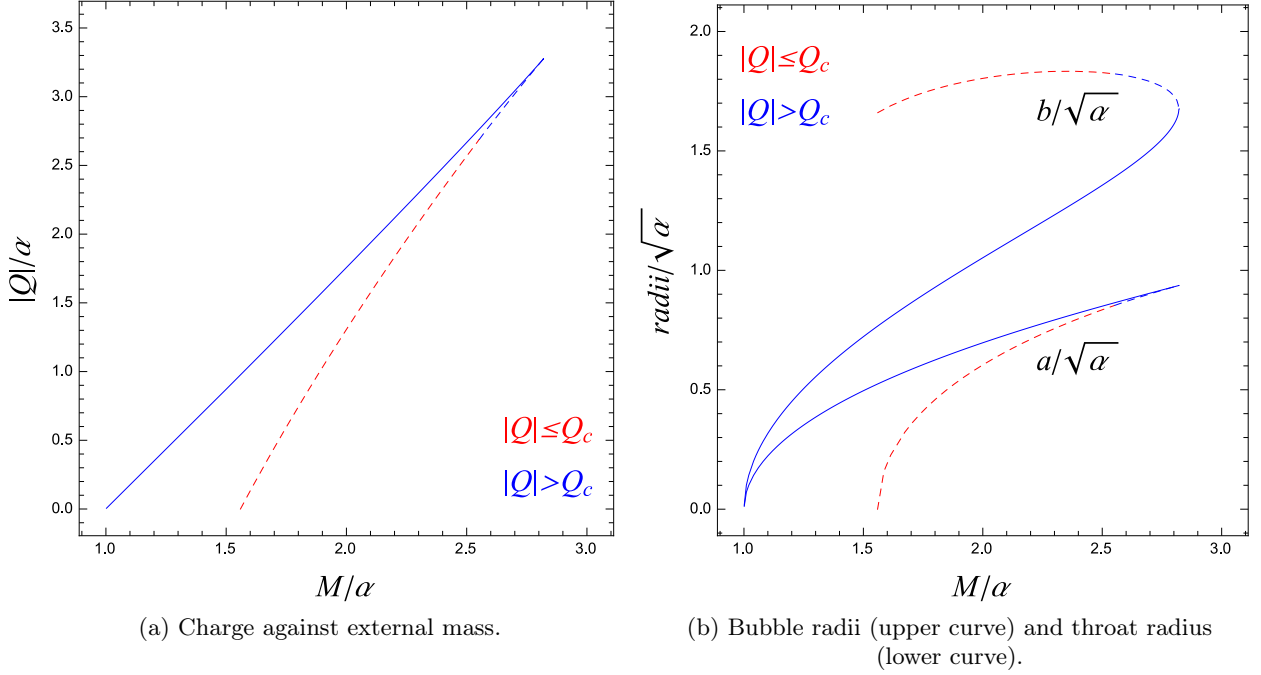 3.5
3.0
2.5
2.0
1.5
1.0
0.5
0.0
|Q|/α
1.0 1.5 2.0 2.5 3.0
M/α
|Q|≤Q_c
|Q|>Q_c
(a) Charge against external mass.
2.0
1.5
1.0
0.5
0.0
radii/√α
|Q|≤Q_c
|Q|>Q_c
b/√α
a/√α
1.0 1.5 2.0 2.5 3.0
M/α
(b) Bubble radii (upper curve) and throat radius
(lower curve).